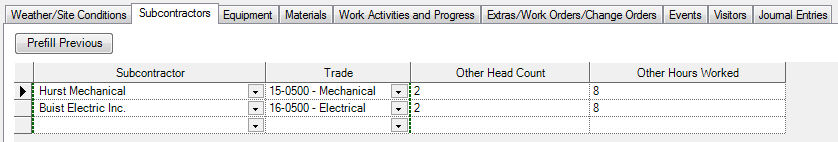 Weather/Site Conditions Subcontractors Equipment Materials Work Activities and Progress Extras/Work Orders/Change Orders Events Visitors Journal Entries
Prefill Previous
Subcontractor Trade Other Head Count Other Hours Worked
Hurst Mechanical 15-0500 - Mechanical 2 8
Buist Electric Inc. 16-0500 - Electrical 2 8